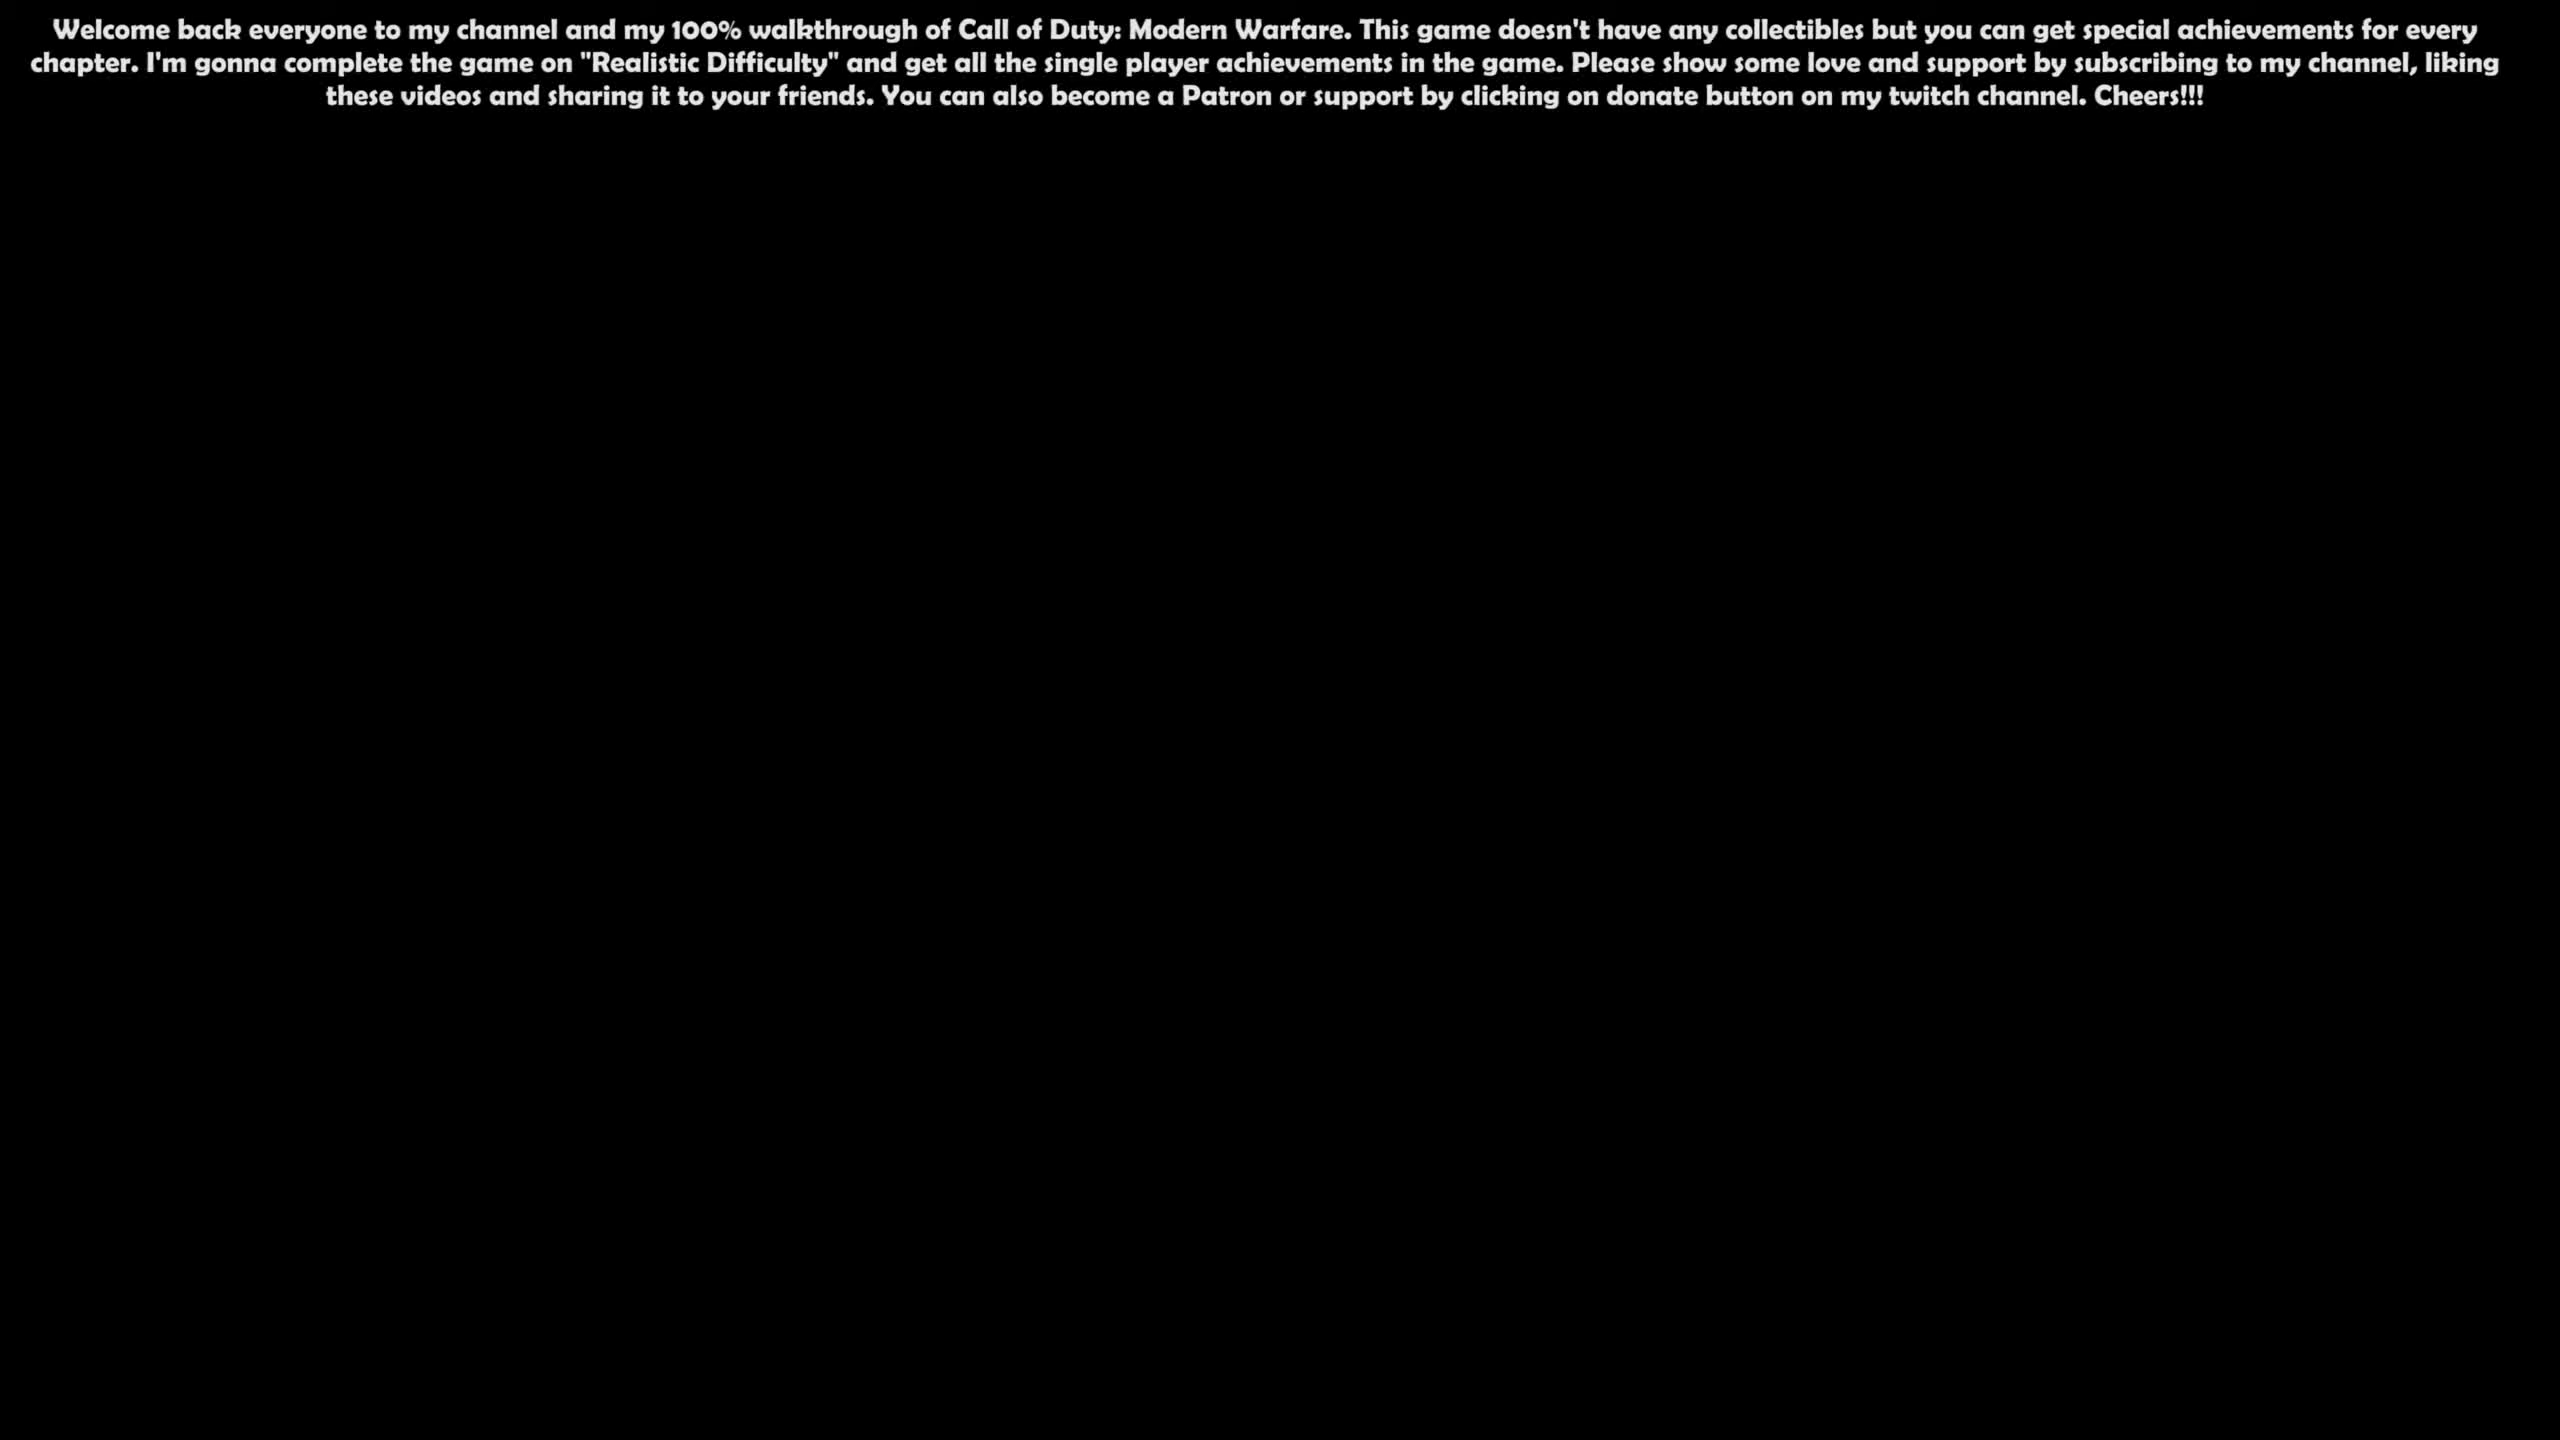 Welcome back everyone to my channel and my 100% walkthrough of Call of Duty: Modern Warfare. This game doesn't have any collectibles but you can get special achievements for every
chapter. I'm gonna complete the game on "Realistic Difficulty" and get all the single player achievements in the game. Please show some love and support by subscribing to my channel, liking
these videos and sharing it to your friends. You can also become a Patron or support by clicking on donate button on my twitch channel. Cheers!!!